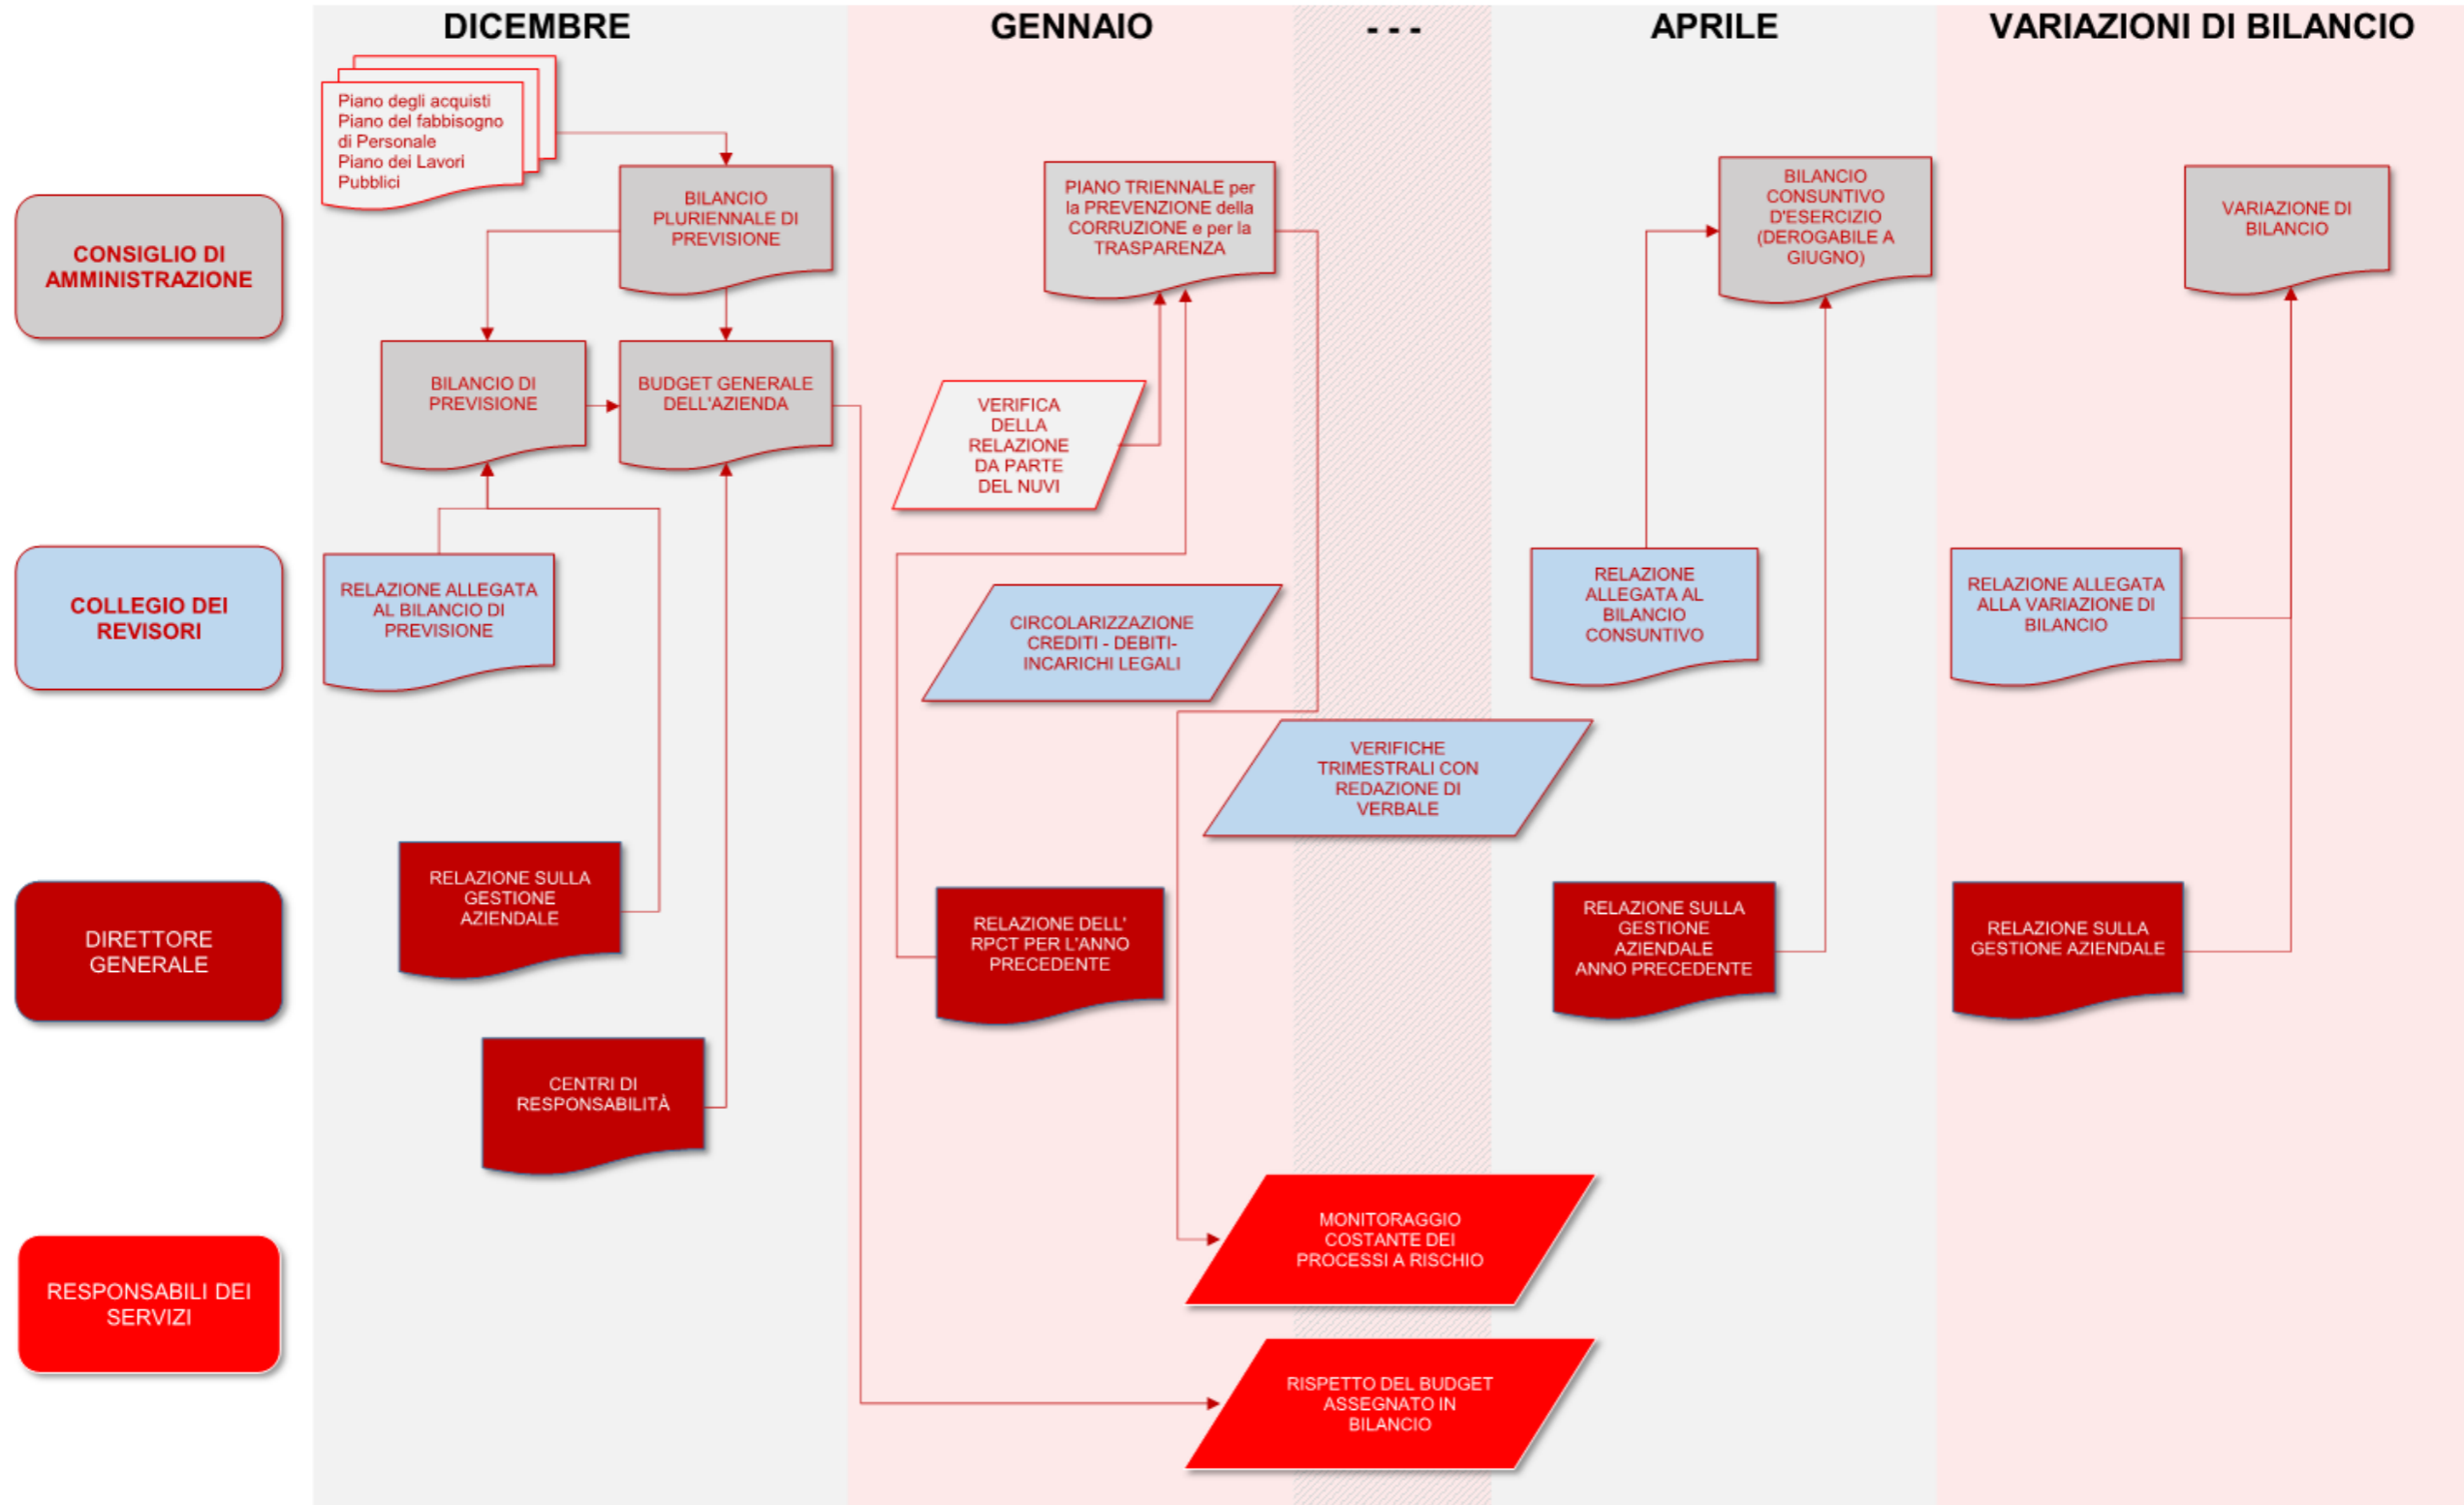 DICEMBRE
GENNAIO
- - -
APRILE
VARIAZIONI DI BILANCIO
CONSIGLIO DI
AMMINISTRAZIONE
Piano degli acquisti
Piano del fabbisogno
di Personale
Piano dei Lavori
Pubblici
BILANCIO
PLURIENNALE DI
PREVISIONE
BILANCIO DI
PREVISIONE
BUDGET GENERALE
DELL'AZIENDA
PIANO TRIENNALE per
la PREVENZIONE della
CORRUZIONE e per la
TRASPARENZA
VERIFICA
DELLA
RELAZIONE
DA PARTE
DEL NUVI
BILANCIO
CONSUNTIVO
D'ESERCIZIO
(DEROGABILE A
GIUGNO)
VARIAZIONE DI
BILANCIO
COLLEGIO DEI
REVISORI
RELAZIONE ALLEGATA
AL BILANCIO DI
PREVISIONE
CIRCOLARIZZAZIONE
CREDITI - DEBITI-
INCARICHI LEGALI
VERIFICHE
TRIMESTRALI CON
REDAZIONE DI
VERBALE
RELAZIONE
ALLEGATA AL
BILANCIO
CONSUNTIVO
RELAZIONE ALLEGATA
ALLA VARIAZIONE DI
BILANCIO
DIRETTORE
GENERALE
RELAZIONE SULLA
GESTIONE
AZIENDALE
CENTRI DI
RESPONSABILITÀ
RELAZIONE DELL'
RPCT PER L'ANNO
PRECEDENTE
RELAZIONE SULLA
GESTIONE
AZIENDALE
ANNO PRECEDENTE
RELAZIONE SULLA
GESTIONE AZIENDALE
RESPONSABILI DEI
SERVIZI
MONITORAGGIO
COSTANTE DEI
PROCESSI A RISCHIO
RISPETTO DEL BUDGET
ASSEGNATO IN
BILANCIO